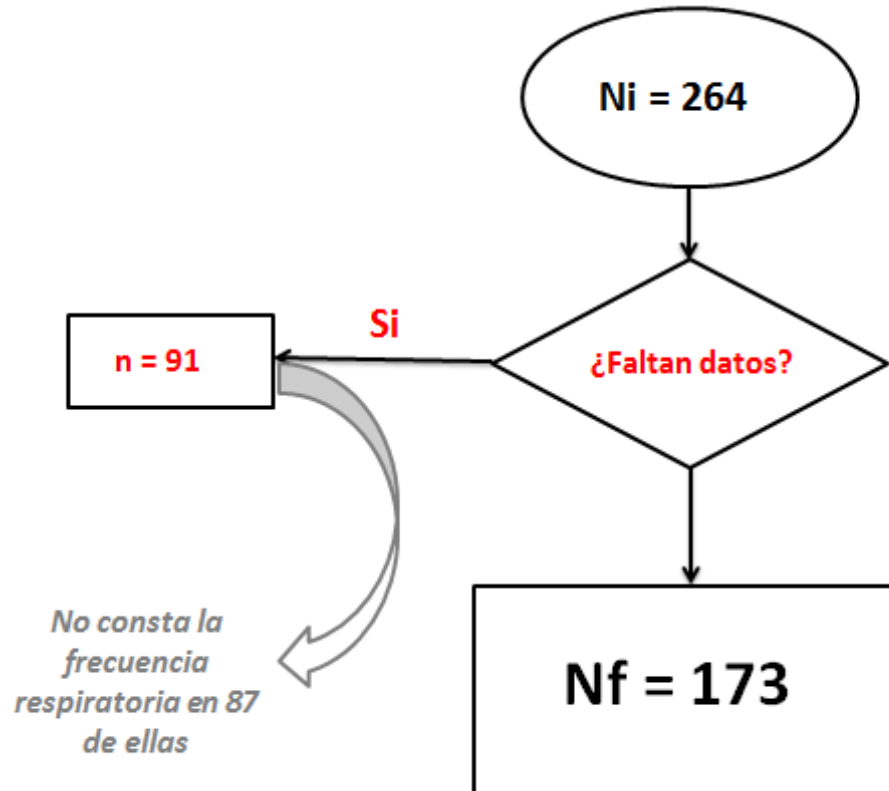 Ni = 264
Si
¿Faltan datos?
n = 91
No consta la
frecuencia
respiratoria en 87
de ellas
Nf = 173